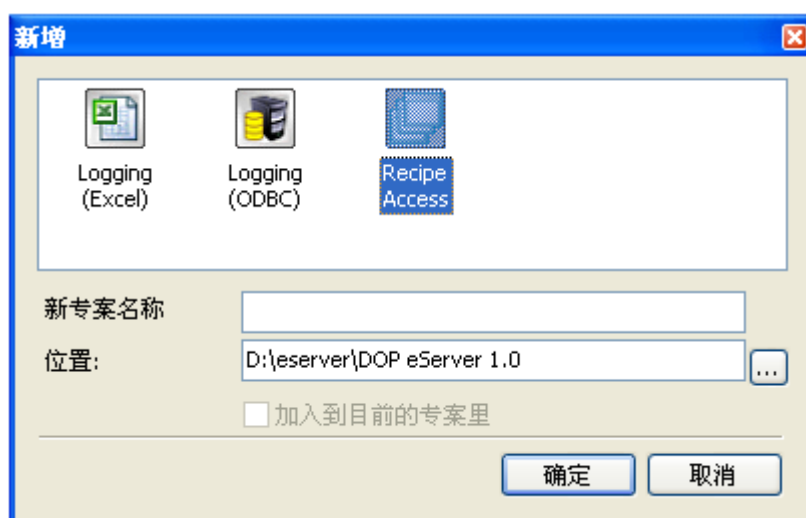 新增
Logging
(Excel)
Logging
(ODBC)
Recipe
Access
新专案名称
位置:
D:\eserver\DOP eServer 1.0
...
加入到目前的专案里
确定
取消